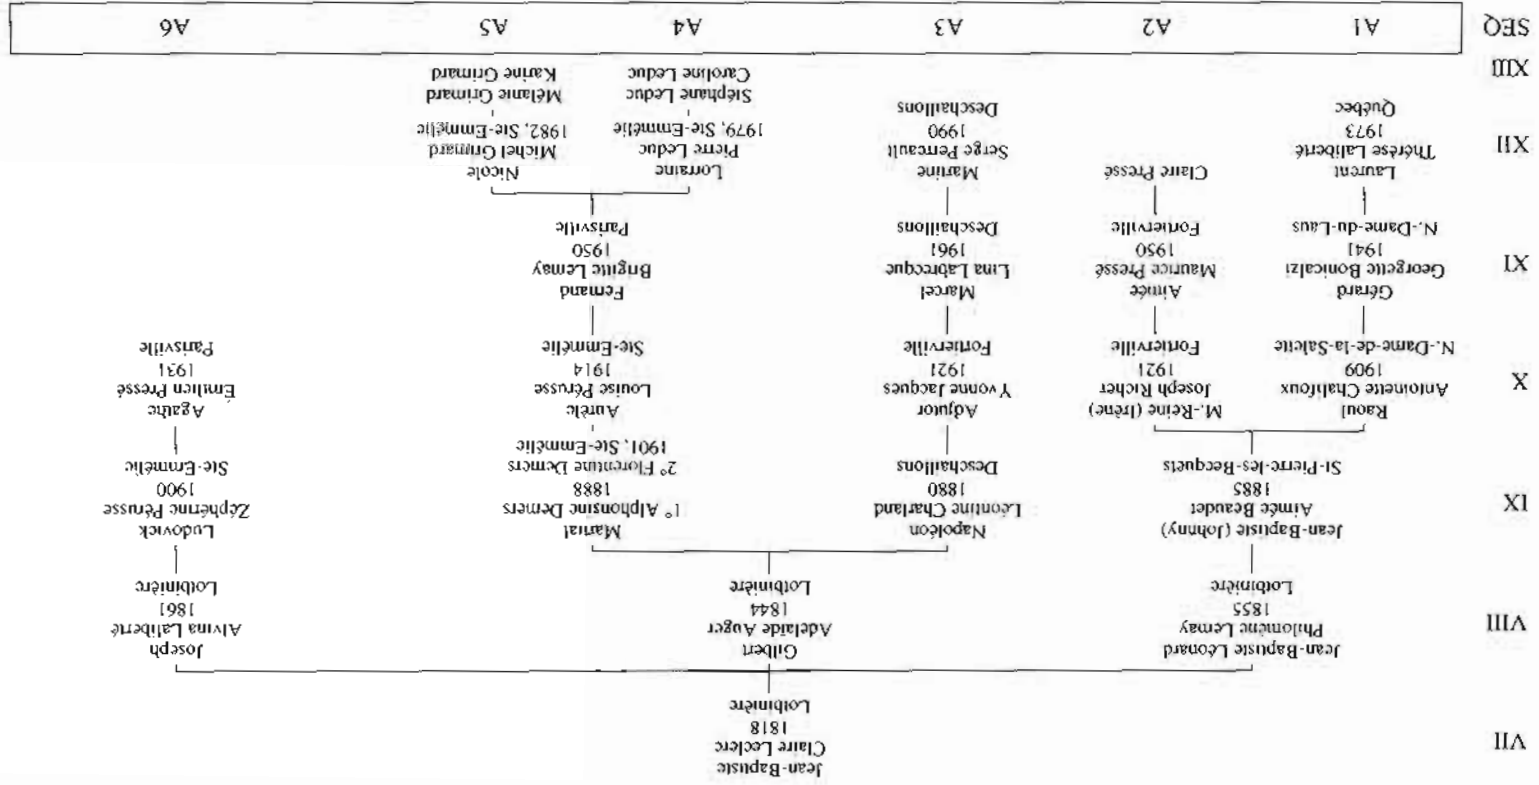 VII
Jean-Baptiste
Claire Leclerc
1818
Lotbinière
VIII
Jean-Baptiste Léonard
Philomène Lemay
1855
Lotbinière
Gilbert
Adélaïde Auger
1844
Lotbinière
Joseph
Alvina Laliberté
1861
Lotbinière
IX
Jean-Baptiste (Johnny)
Aimée Beaudet
1885
St-Pierre-les-Becquets
Napoléon
Léontine Charland
1880
Deschaillons
Martial
1° Alphonsine Demers
1888
2° Florentine Demers
1901, Ste-Emmélie
Ludovick
Zéphérine Pérusse
1900
Ste-Emmélie
X
Raoul
Antoinette Chalifoux
1909
N.-Dame-de-la-Salette
M.-Reine (Irène)
Joseph Richer
1921
Fortierville
Adjutor
Yvonne Jacques
1921
Fortierville
Aurèle
Louise Pérusse
1914
Ste-Emmélie
Agathe
Émilien Pressé
1931
Parisville
XI
Gérard
Georgette Bonicalzi
1941
N.-Dame-du-Laus
Aimée
Maurice Pressé
1950
Fortierville
Marcel
Lina Labrecque
1961
Deschaillons
Fernand
Brigitte Lemay
1950
Parisville
XII
Laurent
Thérèse Laliberté
1973
Québec
Claire Pressé
Martine
Serge Perreault
1990
Deschaillons
Lorraine
Pierre Leduc
1979, Ste-Emmélie
Nicole
Michel Grimard
1982, Ste-Emmélie
XIII
Stéphane Leduc
Caroline Leduc
Mélanie Grimard
Karine Grimard
SEQ A1 A2 A3 A4 A5 A6